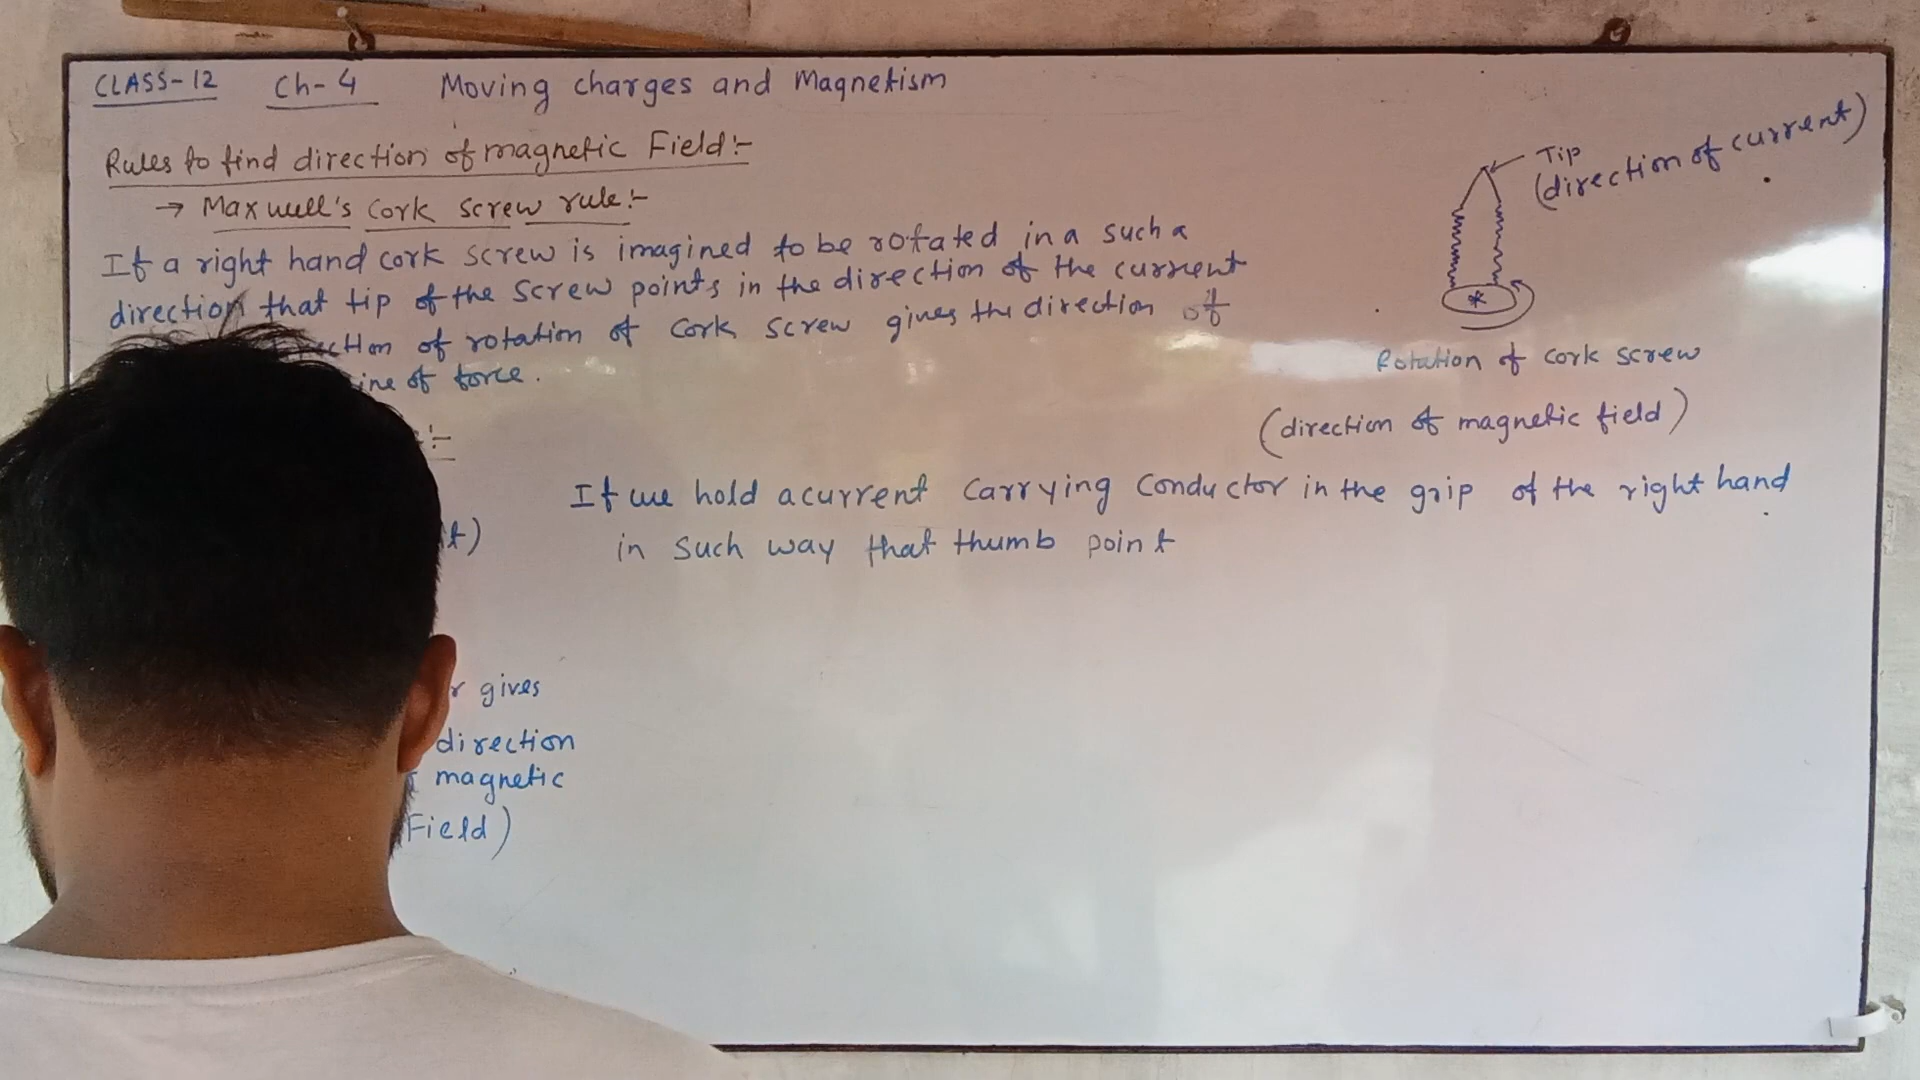 CLASS-12 Ch-4 Moving charges and Magnetism
Rules to find direction of magnetic Field:-
→ Maxwell's cork screw rule:-
If a right hand cork screw is imagined to be rotated in a such a
direction that tip of the screw points in the direction of the current
of rotation of cork screw gives the direction of
of force.
Tip
(direction of current)
Rotation of cork screw
(direction of magnetic field)
If we hold a current carrying conductor in the grip of the right hand
in such way that thumb point
gives
direction
magnetic
Field)